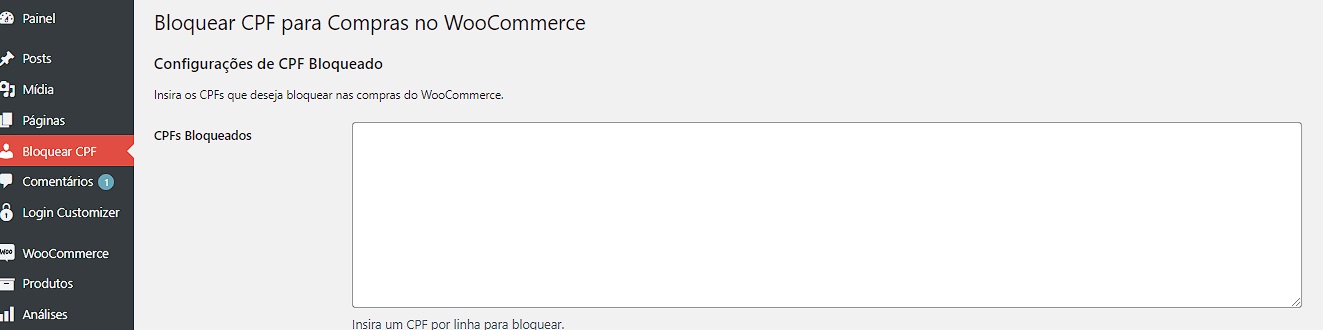 Painel
Posts
Mídia
Páginas
Bloquear CPF
Comentários 1
Login Customizer
WOO WooCommerce
Produtos
Análises
Bloquear CPF para Compras no WooCommerce
Configurações de CPF Bloqueado
Insira os CPFs que deseja bloquear nas compras do WooCommerce.
CPFs Bloqueados
Insira um CPF por linha para bloquear.